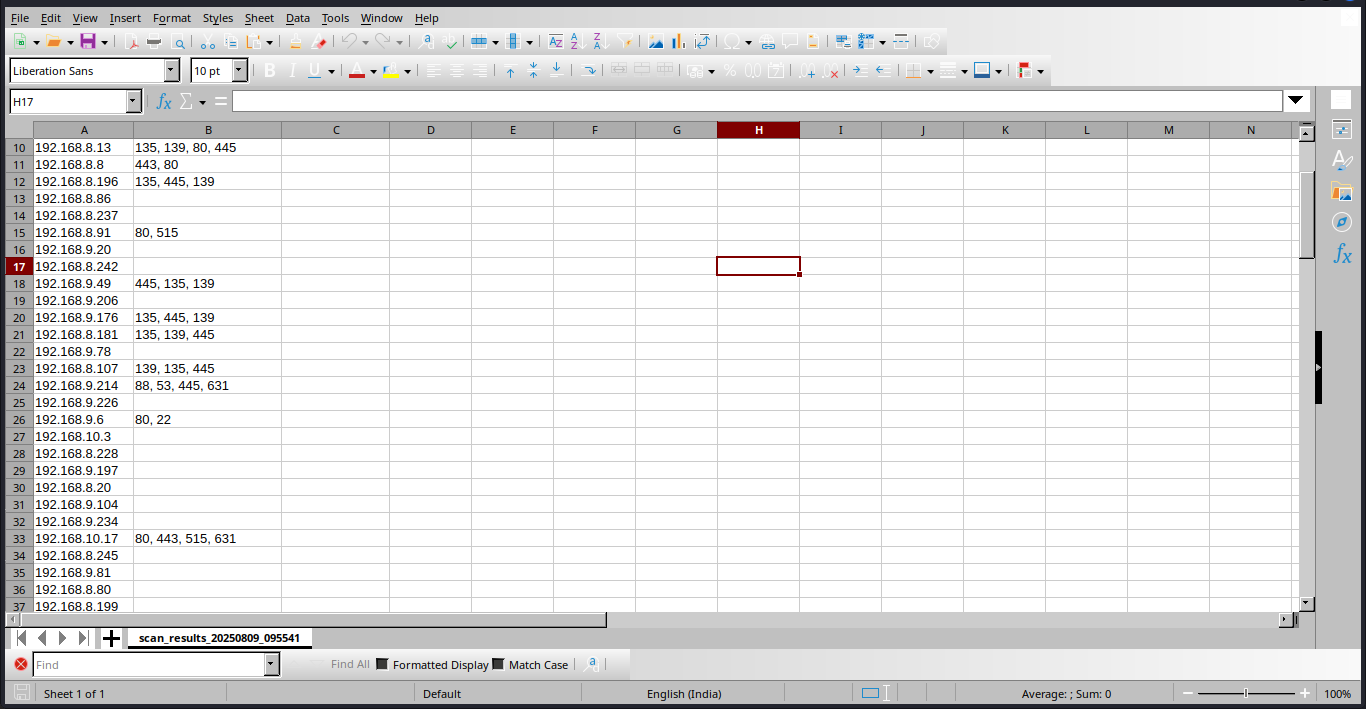 File Edit View Insert Format Styles Sheet Data Tools Window Help
Liberation Sans 10 pt
H17
A B C D E F G H I J K L M N
10 192.168.8.13 135, 139, 80, 445
11 192.168.8.8 443, 80
12 192.168.8.196 135, 445, 139
13 192.168.8.86
14 192.168.8.237
15 192.168.8.91 80, 515
16 192.168.9.20
17 192.168.8.242
18 192.168.9.49 445, 135, 139
19 192.168.9.206
20 192.168.9.176 135, 445, 139
21 192.168.8.181 135, 139, 445
22 192.168.9.78
23 192.168.8.107 139, 135, 445
24 192.168.9.214 88, 53, 445, 631
25 192.168.9.226
26 192.168.9.6 80, 22
27 192.168.10.3
28 192.168.8.228
29 192.168.9.197
30 192.168.8.20
31 192.168.9.104
32 192.168.9.234
33 192.168.10.17 80, 443, 515, 631
34 192.168.8.245
35 192.168.9.81
36 192.168.8.80
37 192.168.8.199
scan_results_20250809_095541
Find Find All Formatted Display Match Case
Sheet 1 of 1 Default English (India) Average: ; Sum: 0 100%